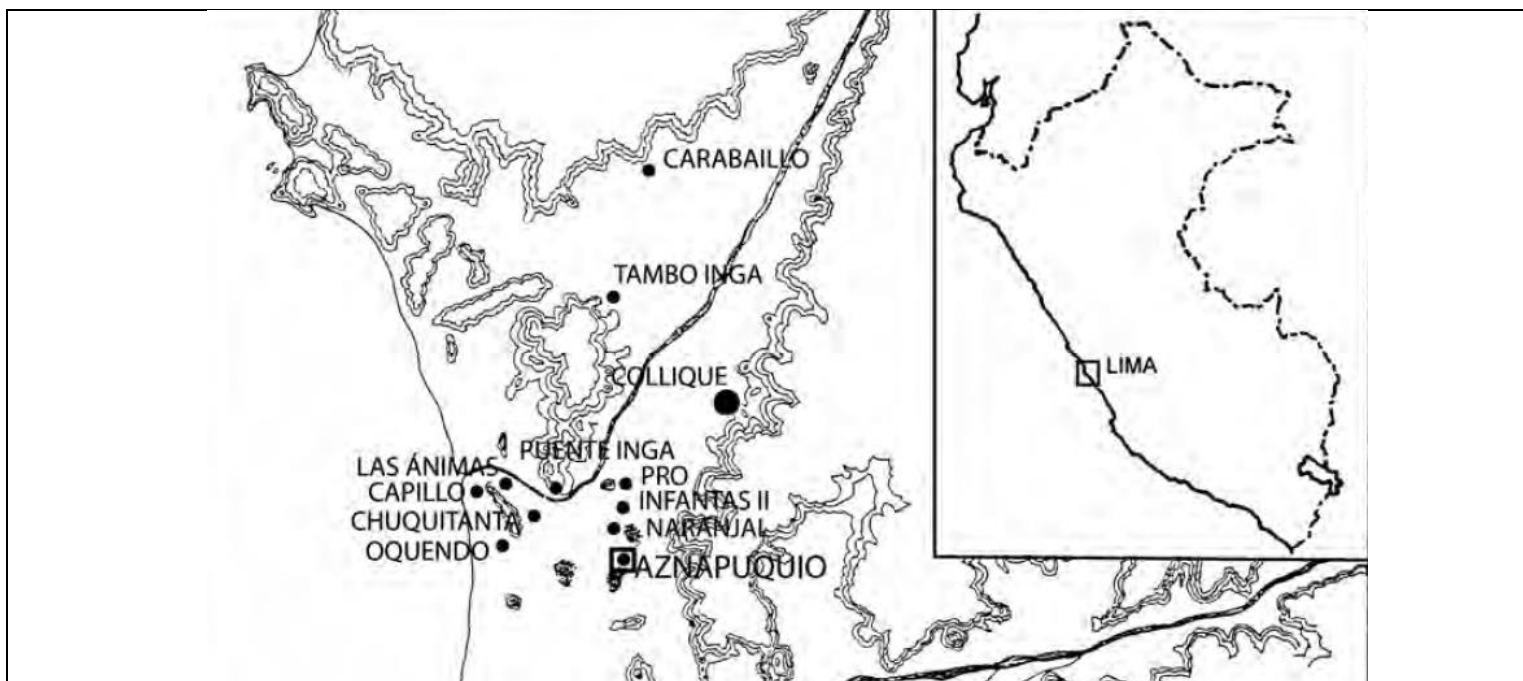 CARABAILLO
TAMBO INGA
LIMA
COLLIQUE
PUENTE INGA
LAS ÁNIMAS
PRO
CAPILLO
INFANTAS II
CHUQUITANTA
NARANJAL
OQUENDO
AZNAPUQUIO